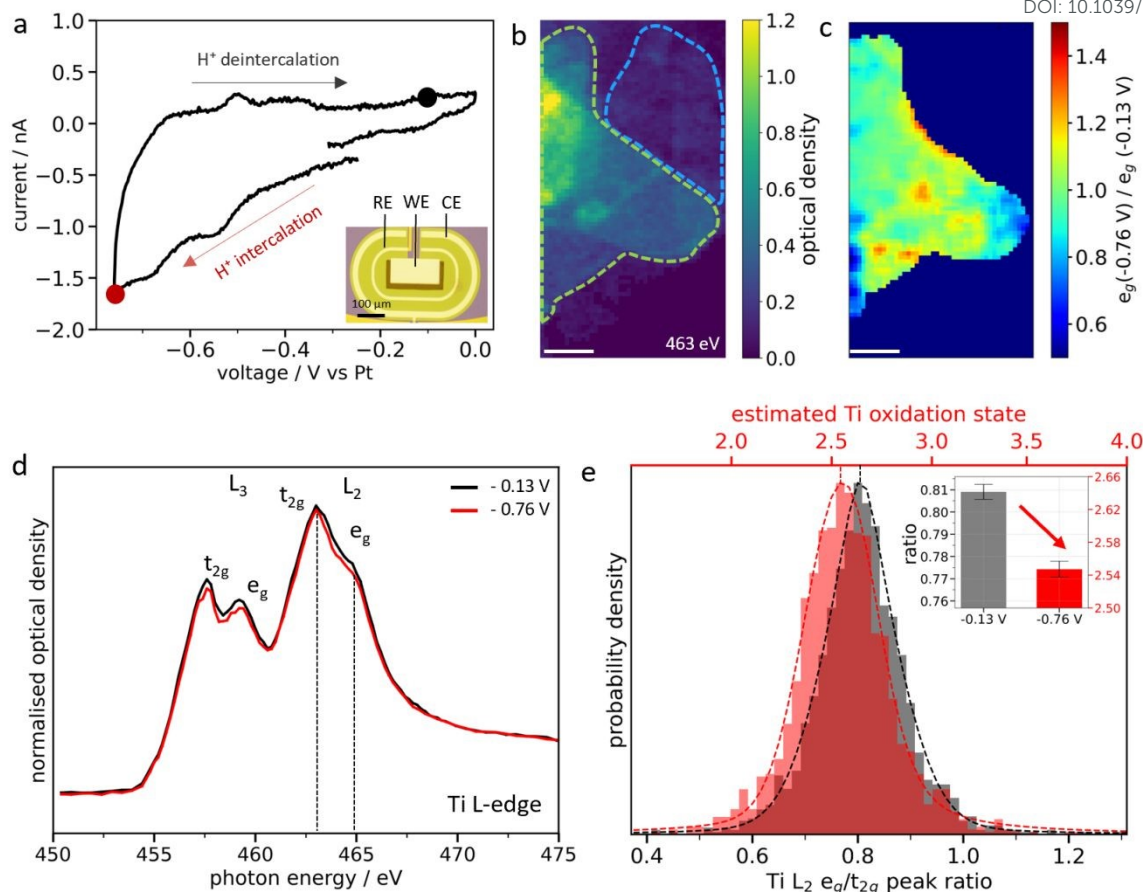 DOI: 10.1039/
a
1.0
0.5
0.0
−0.5
−1.0
−1.5
−2.0
current / nA
H⁺ deintercalation
H⁺ intercalation
RE WE CE
100 µm
−0.6
−0.4
−0.2
0.0
voltage / V vs Pt
b
463 eV
1.2
1.0
0.8
0.6
0.4
0.2
0.0
optical density
c
1.4
1.2
1.0
0.8
0.6
e_g(-0.76 V) / e_g (-0.13 V)
d
L₃
L₂
t₂g
e_g
t₂g
e_g
- 0.13 V
- 0.76 V
Ti L-edge
normalised optical density
450
455
460
465
470
475
photon energy / eV
e
estimated Ti oxidation state
2.0
2.5
3.0
3.5
4.0
probability density
0.81
0.80
0.79
0.78
0.77
0.76
ratio
2.66
2.62
2.58
2.54
2.50
-0.13 V
-0.76 V
0.4
0.6
0.8
1.0
1.2
Ti L₂ e_g/t₂g peak ratio